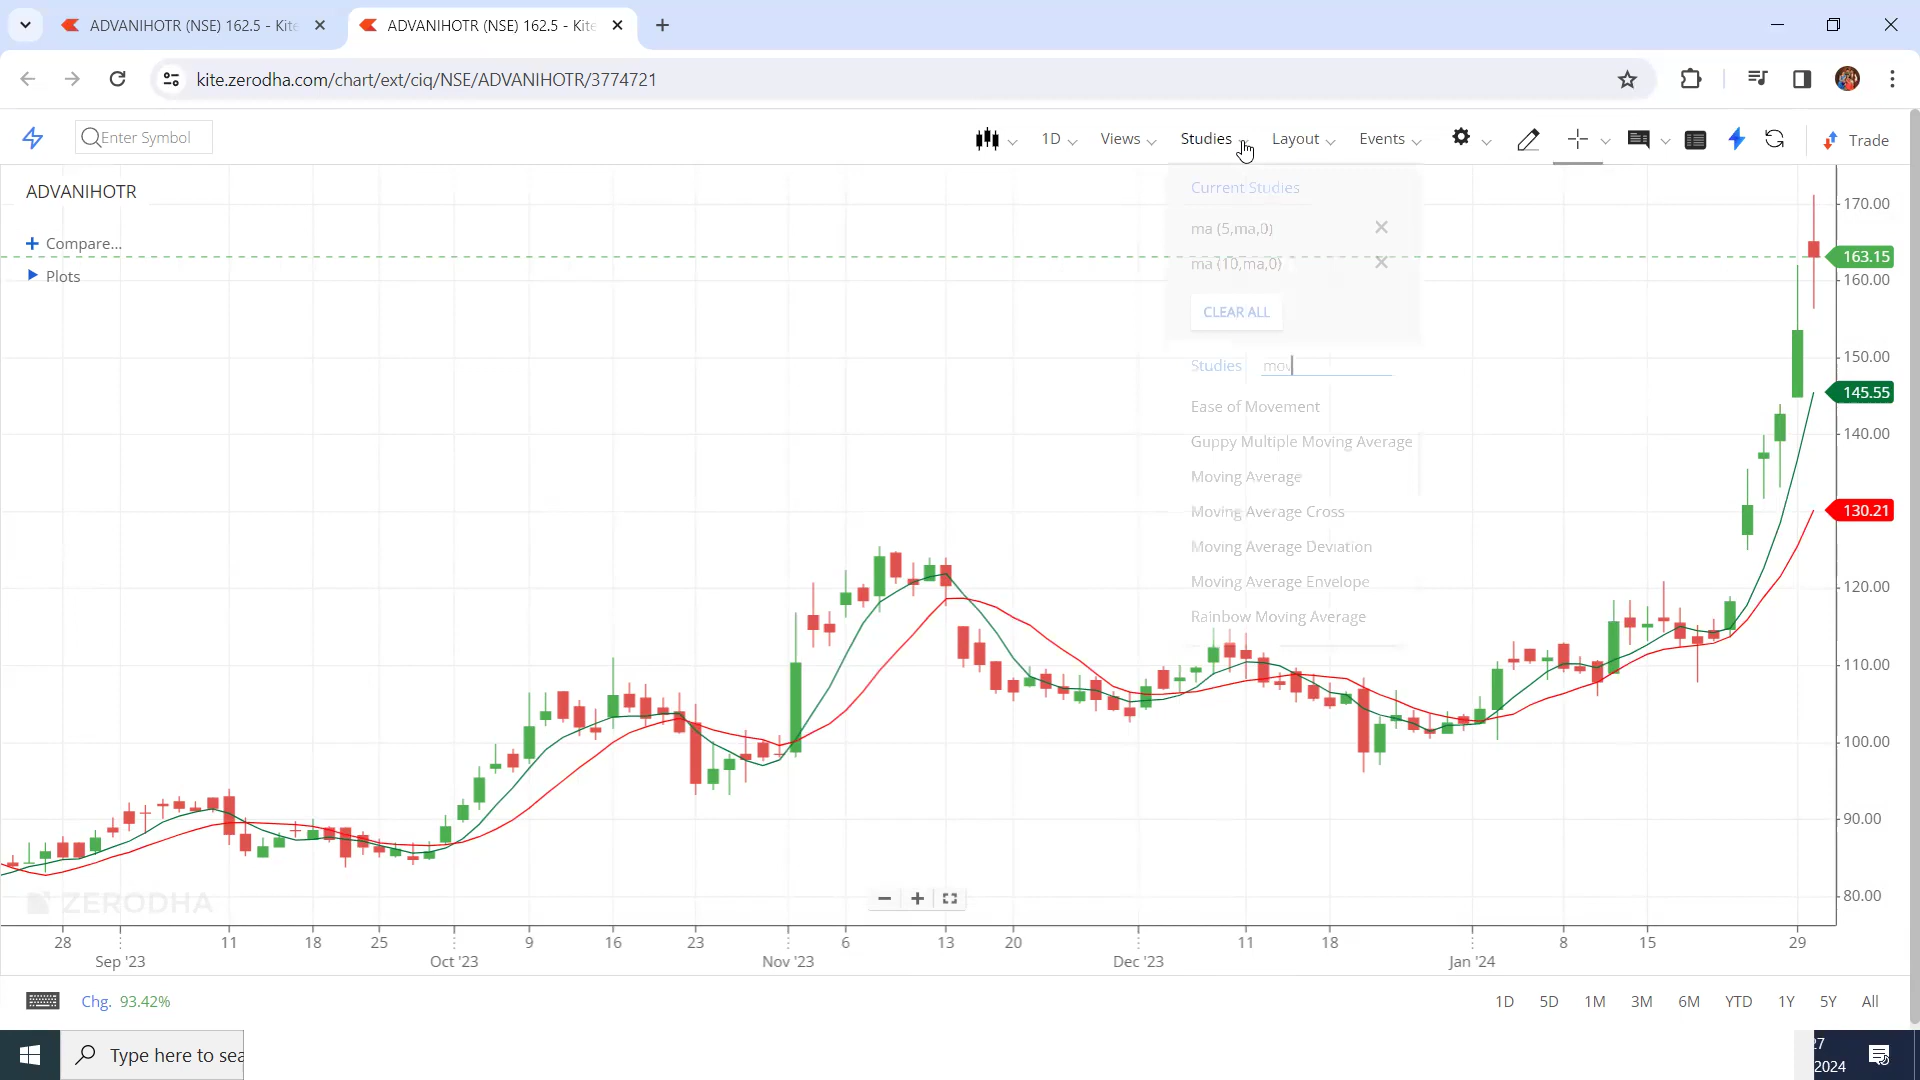 ADVANIHOTR (NSE) 162.5 - Kite
ADVANIHOTR (NSE) 162.5 - Kite
kite.zerodha.com/chart/ext/ciq/NSE/ADVANIHOTR/3774721
Enter Symbol
1D
Views
Studies
Layout
Events
Trade
ADVANIHOTR
Compare...
Plots
Current Studies
ma (5,ma,0)
ma (10,ma,0)
CLEAR ALL
Studies
mov
Ease of Movement
Guppy Multiple Moving Average
Moving Average
Moving Average Cross
Moving Average Deviation
Moving Average Envelope
Rainbow Moving Average
170.00
163.15
160.00
150.00
145.55
140.00
130.21
120.00
110.00
100.00
90.00
80.00
ZERODHA
28 11 18 25 9 16 23 6 13 20 11 18 8 15 29
Sep '23 Oct '23 Nov '23 Dec '23 Jan '24
Chg. 93.42%
1D 5D 1M 3M 6M YTD 1Y 5Y All
Type here to sea
27
2024